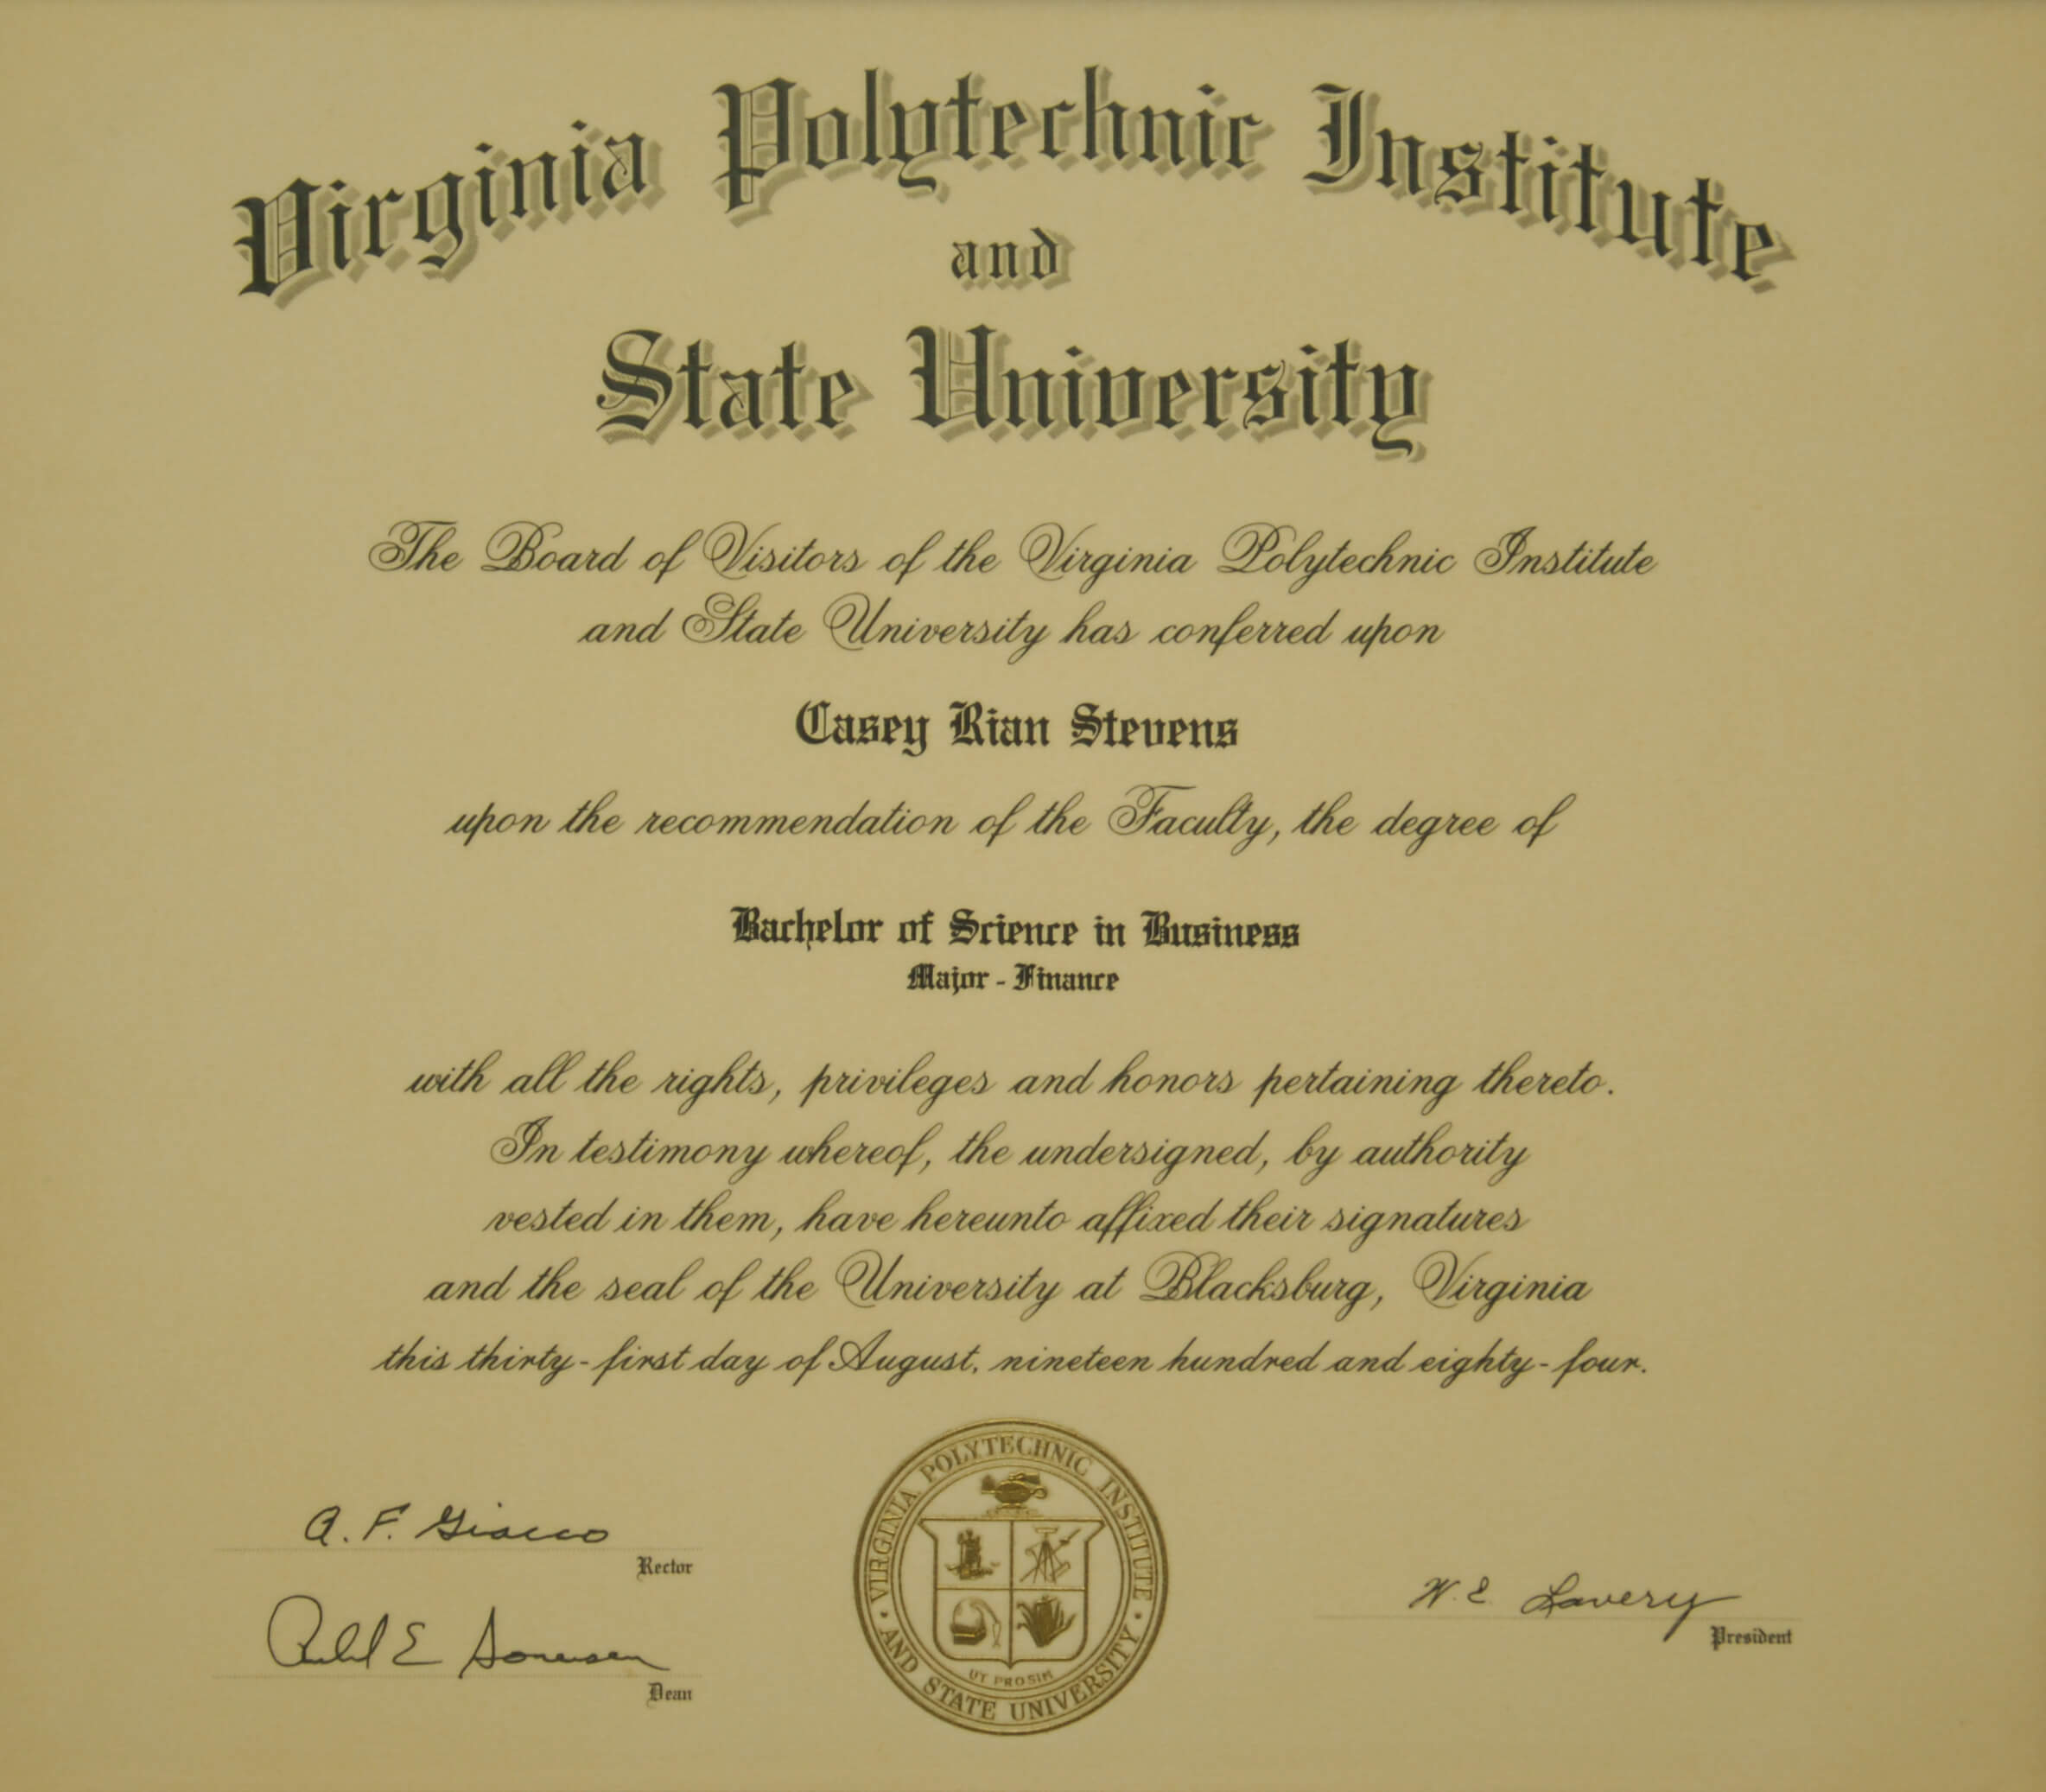 Virginia Polytechnic Institute
and
State University
The Board of Visitors of the Virginia Polytechnic Institute
and State University has conferred upon
Casey Rian Stevens
upon the recommendation of the Faculty, the degree of
Bachelor of Science in Business
Major - Finance
with all the rights, privileges and honors pertaining thereto.
In testimony whereof, the undersigned, by authority
vested in them, have hereunto affixed their signatures
and the seal of the University at Blacksburg, Virginia
this thirty-first day of August, nineteen hundred and eighty-four.
A. F. Giacco
Rector
E Sorensen
Dean
VIRGINIA POLYTECHNIC INSTITUTE
AND STATE UNIVERSITY
UT PROSIM
W. E. Lavery
President